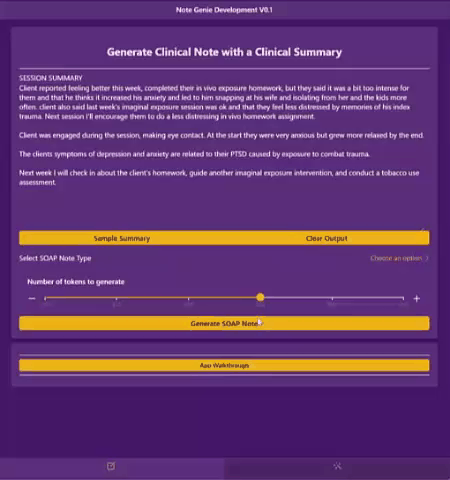 Note Genie Development V0.1
Generate Clinical Note with a Clinical Summary
SESSION SUMMARY
Client reported feeling better this week, completed their in vivo exposure homework, but they said it was a bit too intense for
them and that he thinks it increased his anxiety and led to him snapping at his wife and isolating from her and the kids more
often. client also said last week's imaginal exposure session was ok and that they feel less distressed by memories of his index
trauma. Next session I'll encourage them to do a less distressing in vivo homework assignment.
Client was engaged during the session, making eye contact. At the start they were very anxious but grew more relaxed by the end.
The clients symptoms of depression and anxiety are related to their PTSD caused by exposure to combat trauma.
Next week I will check in about the client's homework, guide another imaginal exposure intervention, and conduct a tobacco use
assessment.
Sample Summary
Clear Output
Select SOAP Note Type
Choose an option
Number of tokens to generate
Generate SOAP Note
App Walkthrough